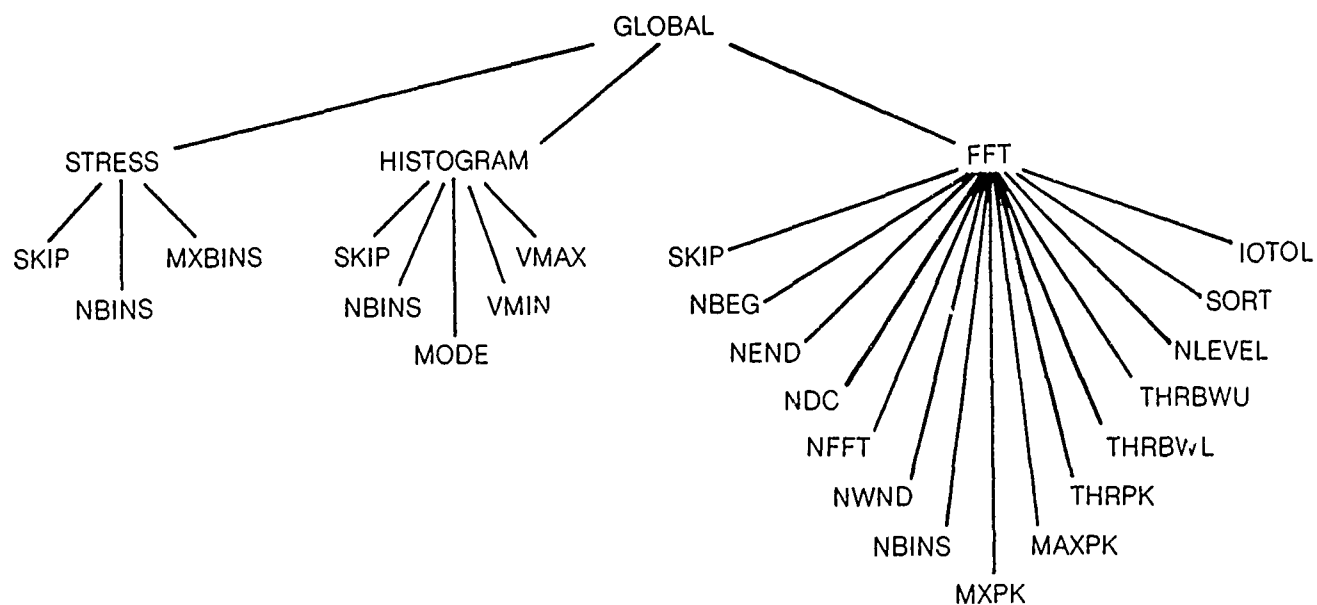 GLOBAL
STRESS
HISTOGRAM
FFT
SKIP
NBINS
MXBINS
SKIP
NBINS
MODE
VMIN
VMAX
SKIP
NBEG
NEND
NDC
NFFT
NWND
NBINS
MXPK
MAXPK
THRPK
THRBWL
THRBWU
NLEVEL
SORT
IOTOL